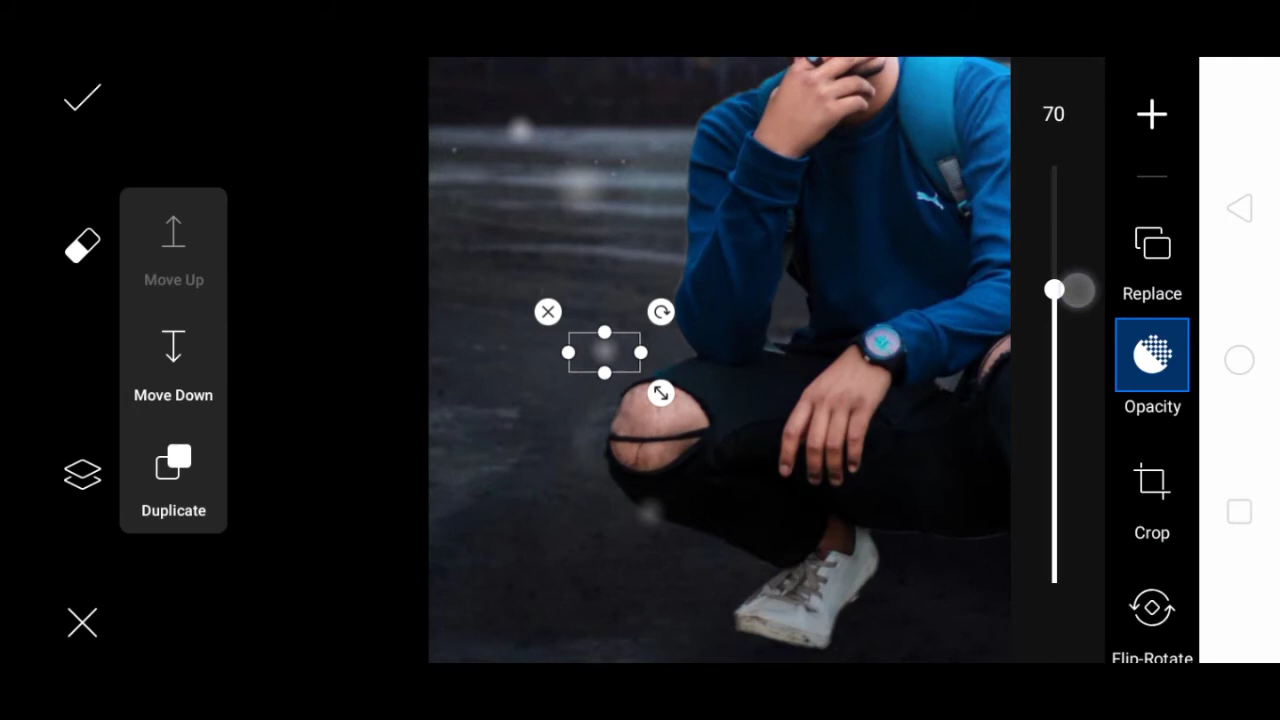 70
Move Up
Replace
Move Down
Opacity
Duplicate
Crop
Flip-Rotate